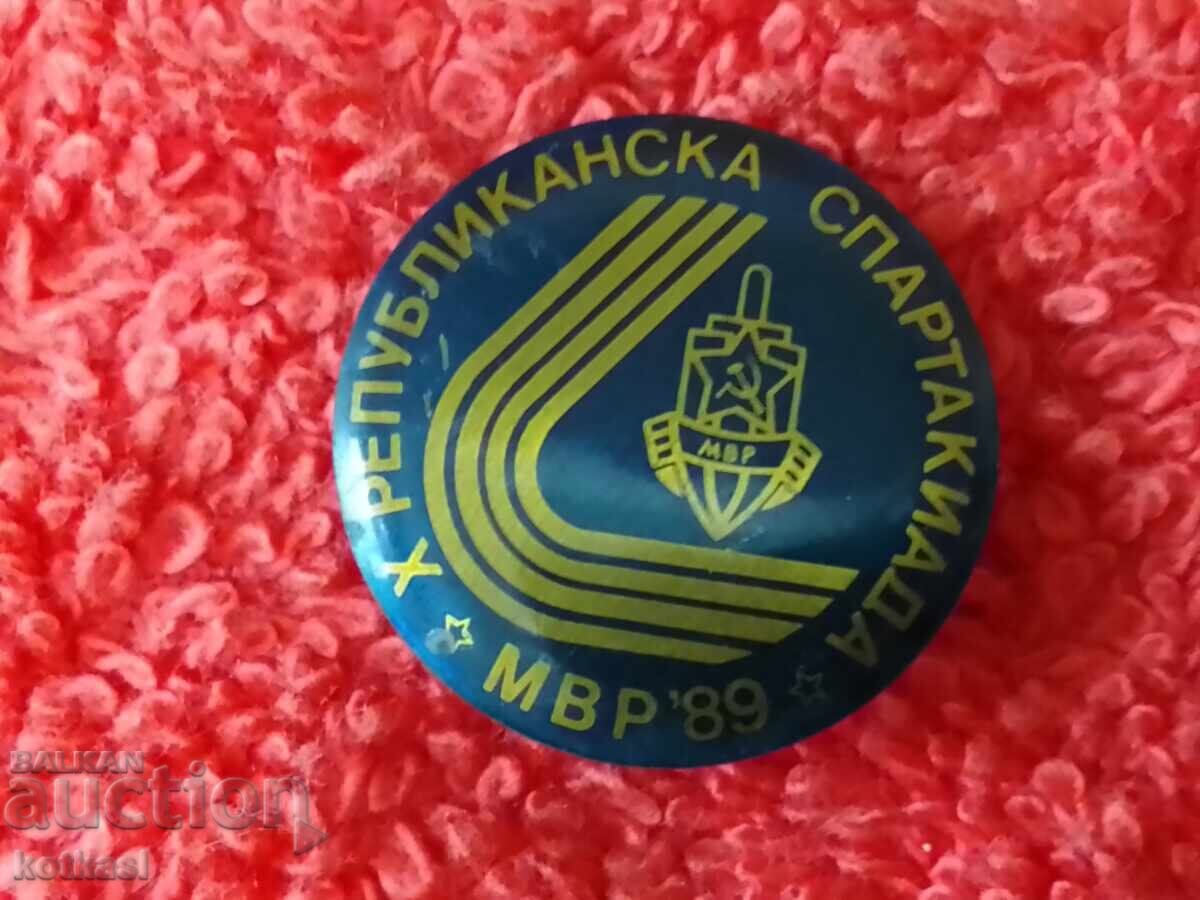 X РЕПУБЛИКАНСКА СПАРТАКИАДА
МВР
МВР '89
BALKAN
auction
kotkasl